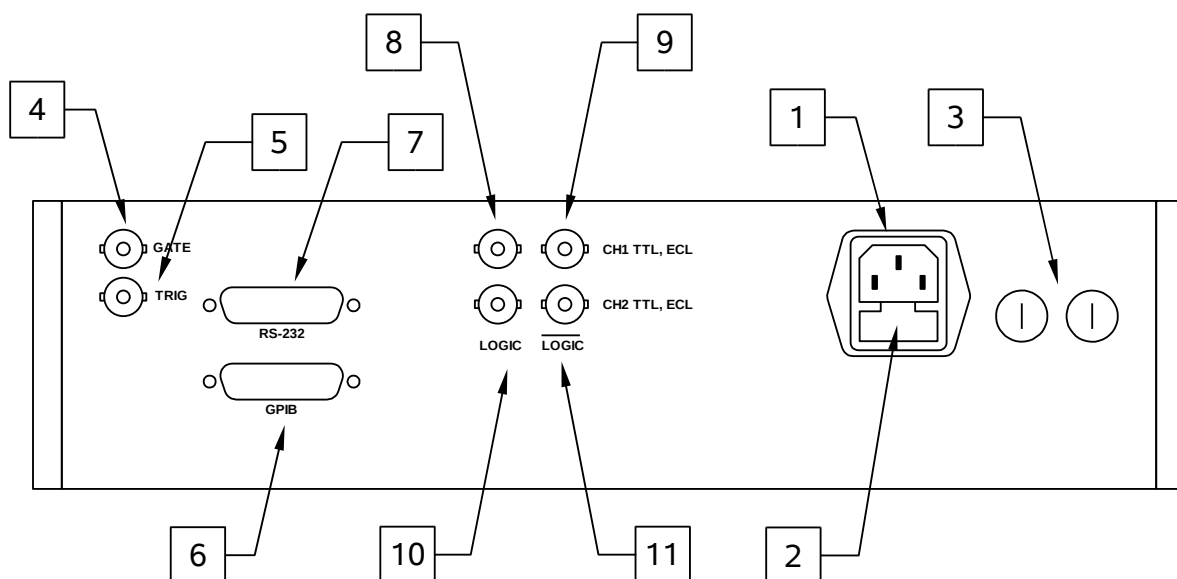 8
9
4
5
7
1
3
GATE
CH1 TTL, ECL
TRIG
CH2 TTL, ECL
RS-232
LOGIC
L̅O̅G̅I̅C̅
GPIB
6
10
11
2